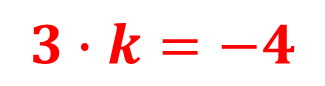 3 · k = −4